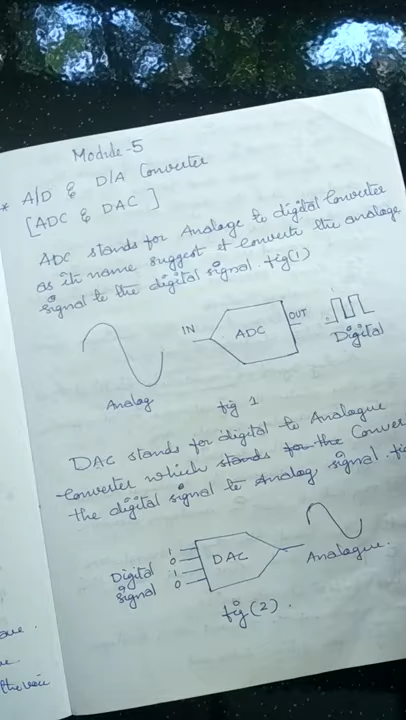 Module-5
* A/D & D/A Converter
[ADC & DAC]
ADC stands for Analoge to digital Converter
as its name suggest it converts the analoge
signal to the digital signal. fig(1)
IN
ADC
OUT
Analog
Digital
fig 1
DAC stands for digital to Analogue
Converter which stands for the Conver
the digital signal to Analog signal. fig
1
0
1
0
Digital
signal
DAC
Analogue.
fig (2).
the